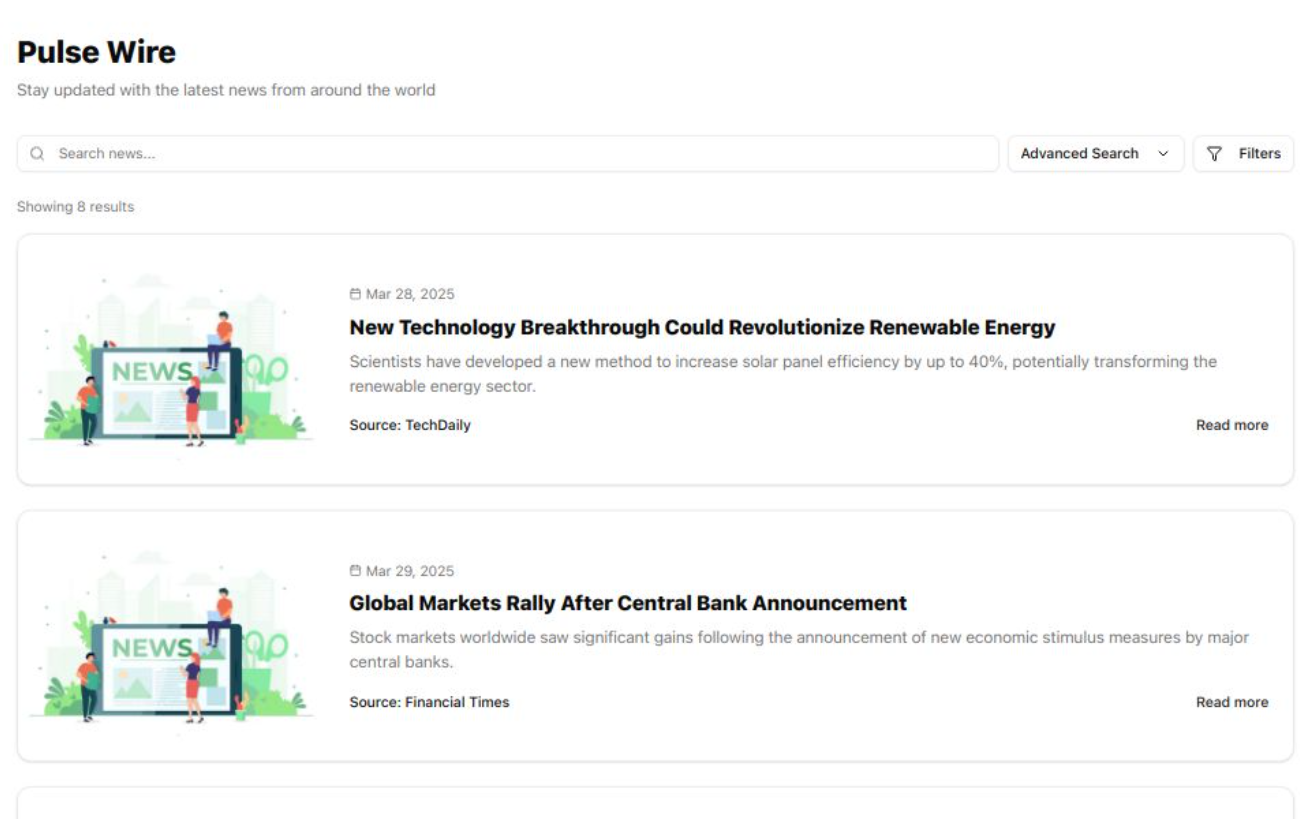 Pulse Wire
Stay updated with the latest news from around the world
Search news...
Advanced Search
Filters
Showing 8 results
NEWS
Mar 28, 2025
New Technology Breakthrough Could Revolutionize Renewable Energy
Scientists have developed a new method to increase solar panel efficiency by up to 40%, potentially transforming the
renewable energy sector.
Source: TechDaily
Read more
NEWS
Mar 29, 2025
Global Markets Rally After Central Bank Announcement
Stock markets worldwide saw significant gains following the announcement of new economic stimulus measures by major
central banks.
Source: Financial Times
Read more